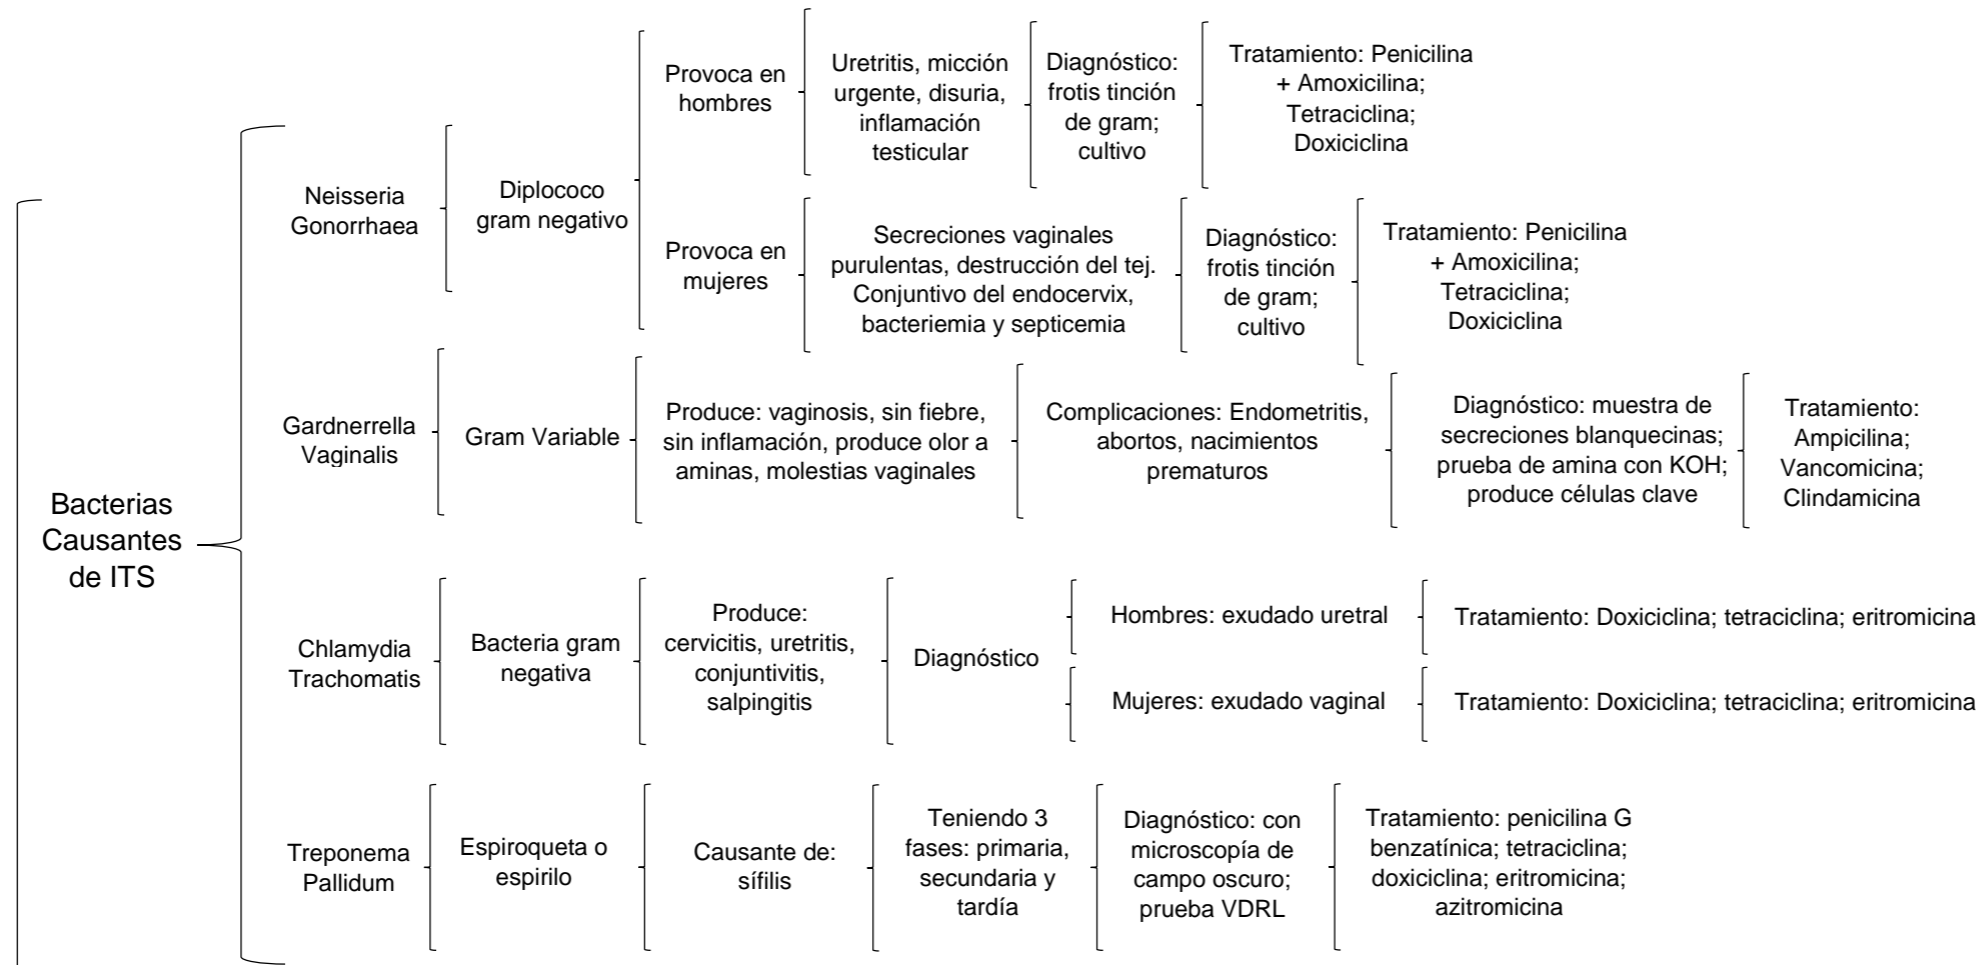 Bacterias
Causantes
de ITS
Neisseria
Gonorrhaea
Diplococo
gram negativo
Provoca en
hombres
Uretritis, micción
urgente, disuria,
inflamación
testicular
Diagnóstico:
frotis tinción
de gram;
cultivo
Tratamiento: Penicilina
+ Amoxicilina;
Tetraciclina;
Doxiciclina
Provoca en
mujeres
Secreciones vaginales
purulentas, destrucción del tej.
Conjuntivo del endocervix,
bacteriemia y septicemia
Diagnóstico:
frotis tinción
de gram;
cultivo
Tratamiento: Penicilina
+ Amoxicilina;
Tetraciclina;
Doxiciclina
Gardnerrella
Vaginalis
Gram Variable
Produce: vaginosis, sin fiebre,
sin inflamación, produce olor a
aminas, molestias vaginales
Complicaciones: Endometritis,
abortos, nacimientos
prematuros
Diagnóstico: muestra de
secreciones blanquecinas;
prueba de amina con KOH;
produce células clave
Tratamiento:
Ampicilina;
Vancomicina;
Clindamicina
Chlamydia
Trachomatis
Bacteria gram
negativa
Produce:
cervicitis, uretritis,
conjuntivitis,
salpingitis
Diagnóstico
Hombres: exudado uretral
Tratamiento: Doxiciclina; tetraciclina; eritromicina
Mujeres: exudado vaginal
Tratamiento: Doxiciclina; tetraciclina; eritromicina
Treponema
Pallidum
Espiroqueta o
espirilo
Causante de:
sífilis
Teniendo 3
fases: primaria,
secundaria y
tardía
Diagnóstico: con
microscopía de
campo oscuro;
prueba VDRL
Tratamiento: penicilina G
benzatínica; tetraciclina;
doxiciclina; eritromicina;
azitromicina